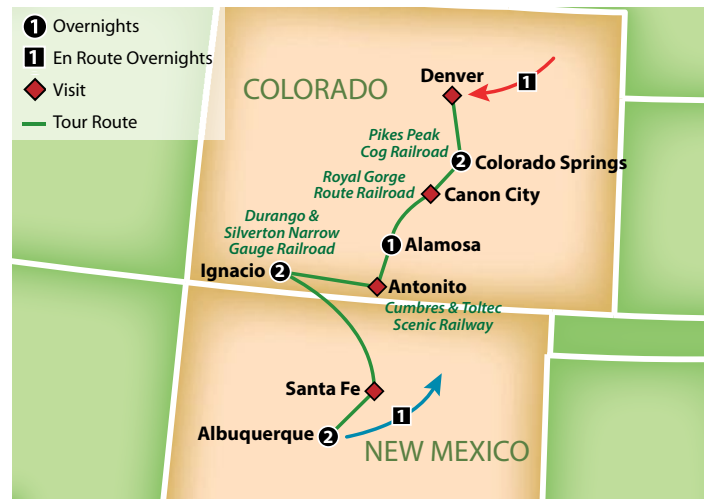 1 Overnights
1 En Route Overnights
Visit
Tour Route
COLORADO
Denver
1
Pikes Peak
Cog Railroad
2 Colorado Springs
Royal Gorge
Route Railroad
Canon City
Durango &
Silverton Narrow
Gauge Railroad
1 Alamosa
Ignacio 2
Antonito
Cumbres & Toltec
Scenic Railway
Santa Fe
1
Albuquerque 2
NEW MEXICO